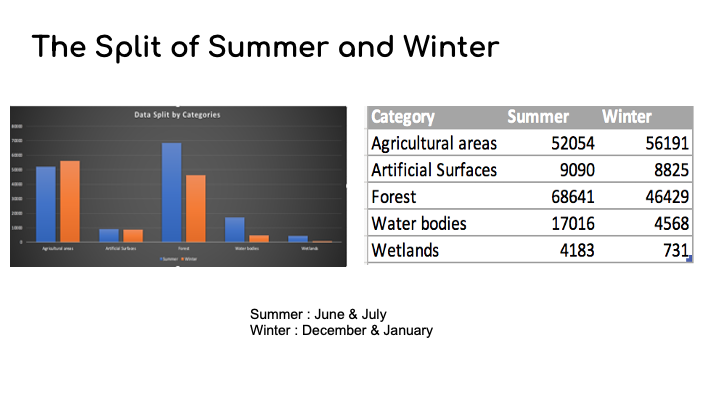 The Split of Summer and Winter
Data Split by Categories
80000
70000
60000
50000
40000
30000
20000
10000
0
Agricultural areas Artificial Surfaces Forest Water bodies Wetlands
Summer Winter
Category Summer Winter
Agricultural areas 52054 56191
Artificial Surfaces 9090 8825
Forest 68641 46429
Water bodies 17016 4568
Wetlands 4183 731
Summer : June & July
Winter : December & January